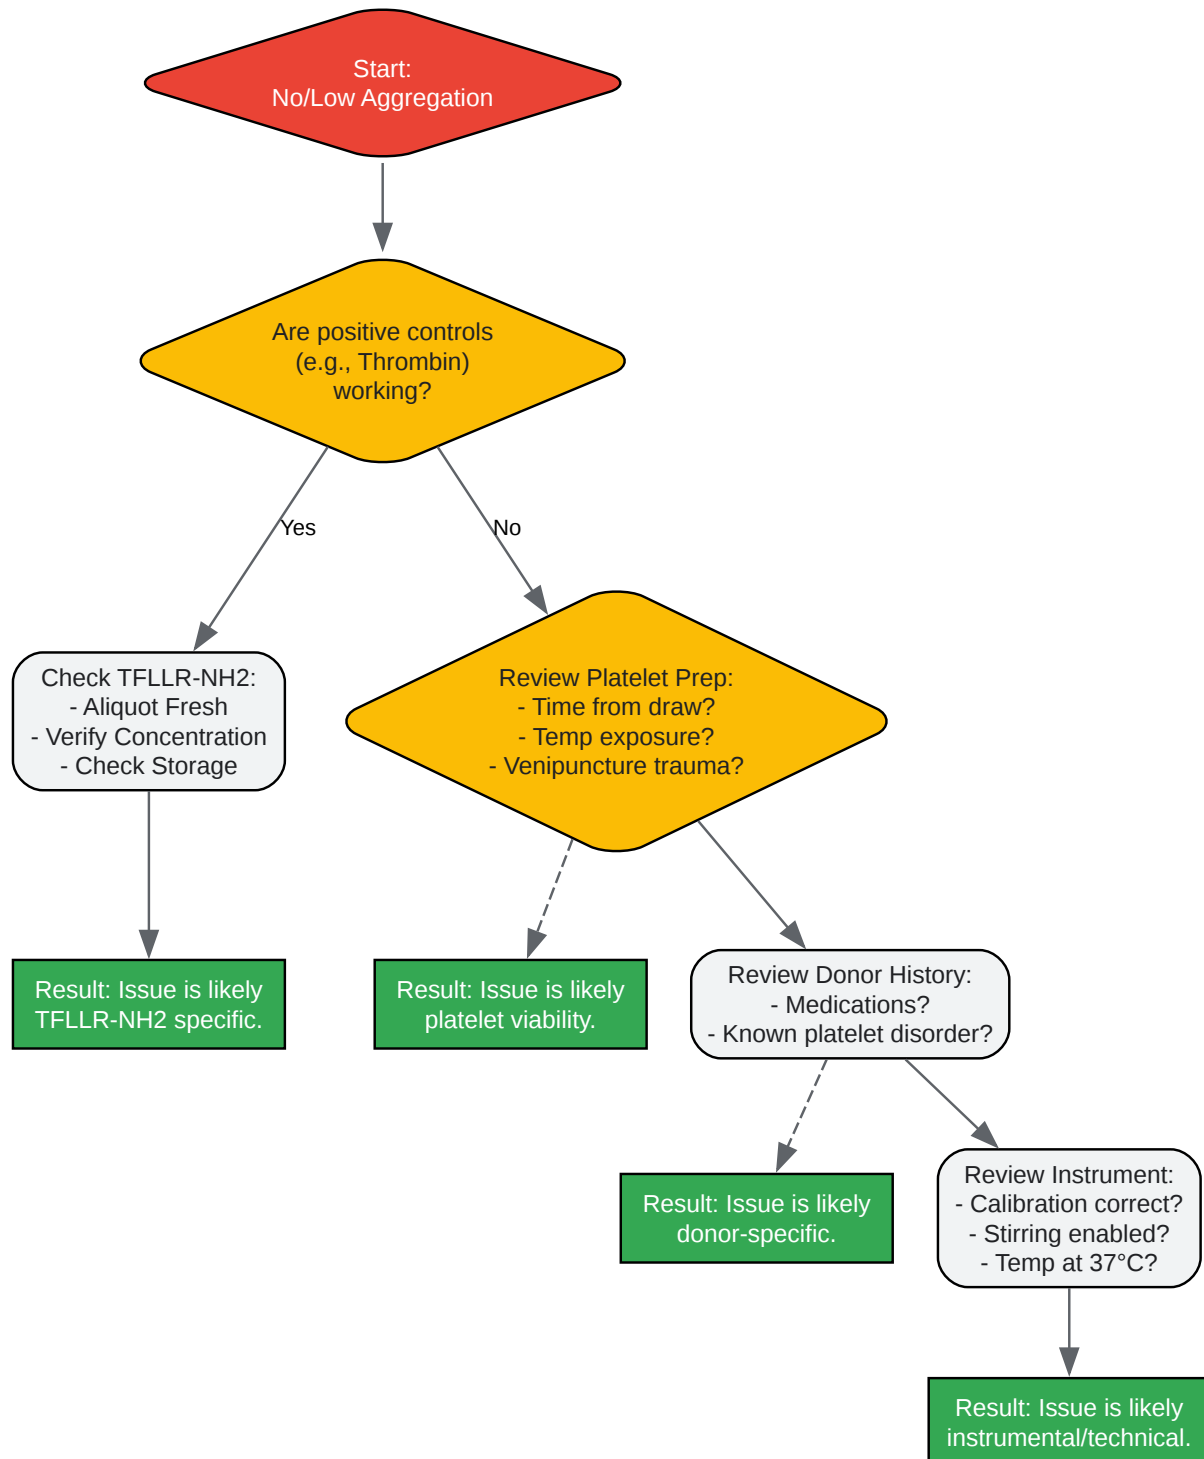 Start:
No/Low Aggregation
Are positive controls
(e.g., Thrombin)
working?
Yes
No
Check TFLLR-NH2:
- Aliquot Fresh
- Verify Concentration
- Check Storage
Review Platelet Prep:
- Time from draw?
- Temp exposure?
- Venipuncture trauma?
Result: Issue is likely
TFLLR-NH2 specific.
Result: Issue is likely
platelet viability.
Review Donor History:
- Medications?
- Known platelet disorder?
Result: Issue is likely
donor-specific.
Review Instrument:
- Calibration correct?
- Stirring enabled?
- Temp at 37°C?
Result: Issue is likely
instrumental/technical.